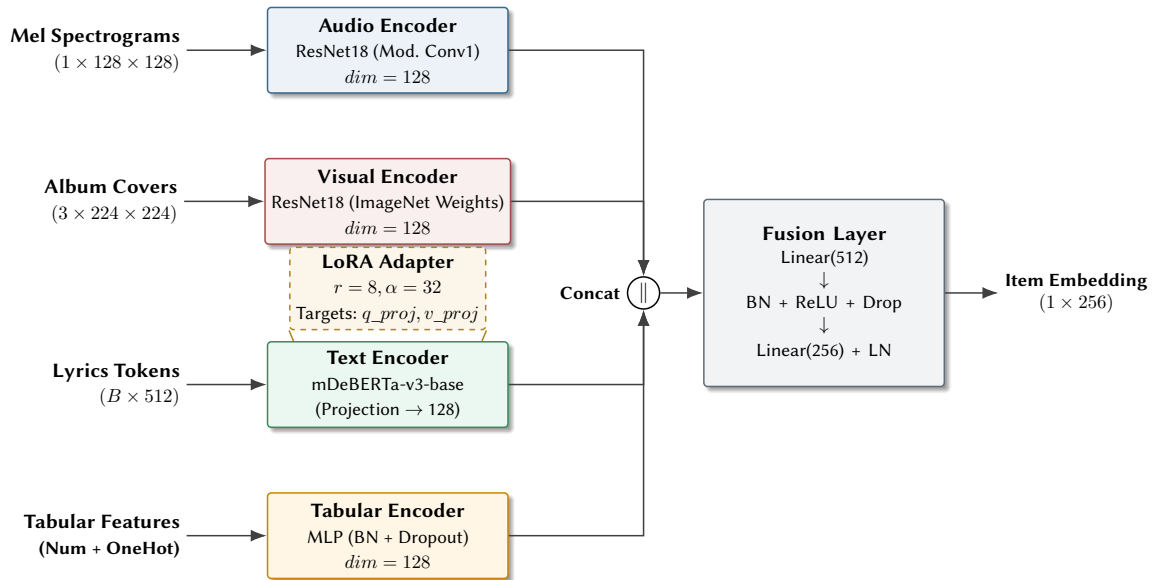 Mel Spectrograms
(1 × 128 × 128)
Audio Encoder
ResNet18 (Mod. Conv1)
dim = 128
Album Covers
(3 × 224 × 224)
Visual Encoder
ResNet18 (ImageNet Weights)
dim = 128
LoRA Adapter
r = 8, α = 32
Targets: q_proj, v_proj
Lyrics Tokens
(B × 512)
Text Encoder
mDeBERTa-v3-base
(Projection → 128)
Tabular Features
(Num + OneHot)
Tabular Encoder
MLP (BN + Dropout)
dim = 128
Concat
||
Fusion Layer
Linear(512)
↓
BN + ReLU + Drop
↓
Linear(256) + LN
Item Embedding
(1 × 256)